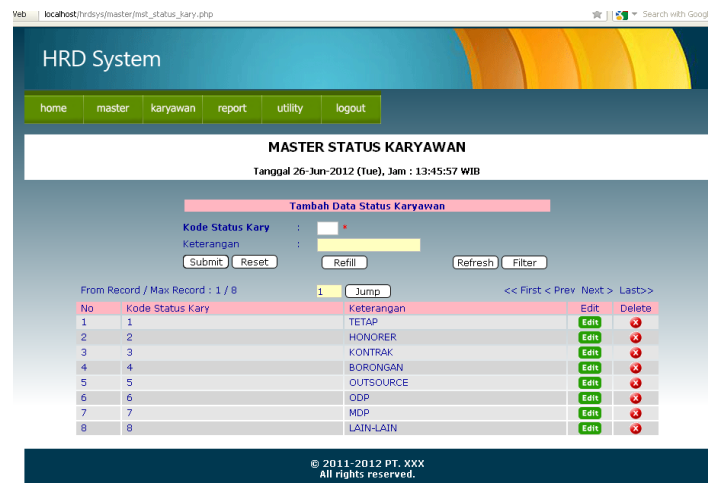 Web localhost/hrdsys/master/mst_status_kary.php Search with Googl
HRD System
home master karyawan report utility logout
MASTER STATUS KARYAWAN
Tanggal 26-Jun-2012 (Tue), Jam : 13:45:57 WIB
Tambah Data Status Karyawan
Kode Status Kary : *
Keterangan :
Submit Reset Refill Refresh Filter
From Record / Max Record : 1 / 8 1 Jump << First < Prev Next > Last>>
No Kode Status Kary Keterangan Edit Delete
1 1 TETAP Edit X
2 2 HONORER Edit X
3 3 KONTRAK Edit X
4 4 BORONGAN Edit X
5 5 OUTSOURCE Edit X
6 6 ODP Edit X
7 7 MDP Edit X
8 8 LAIN-LAIN Edit X
© 2011-2012 PT. XXX
All rights reserved.